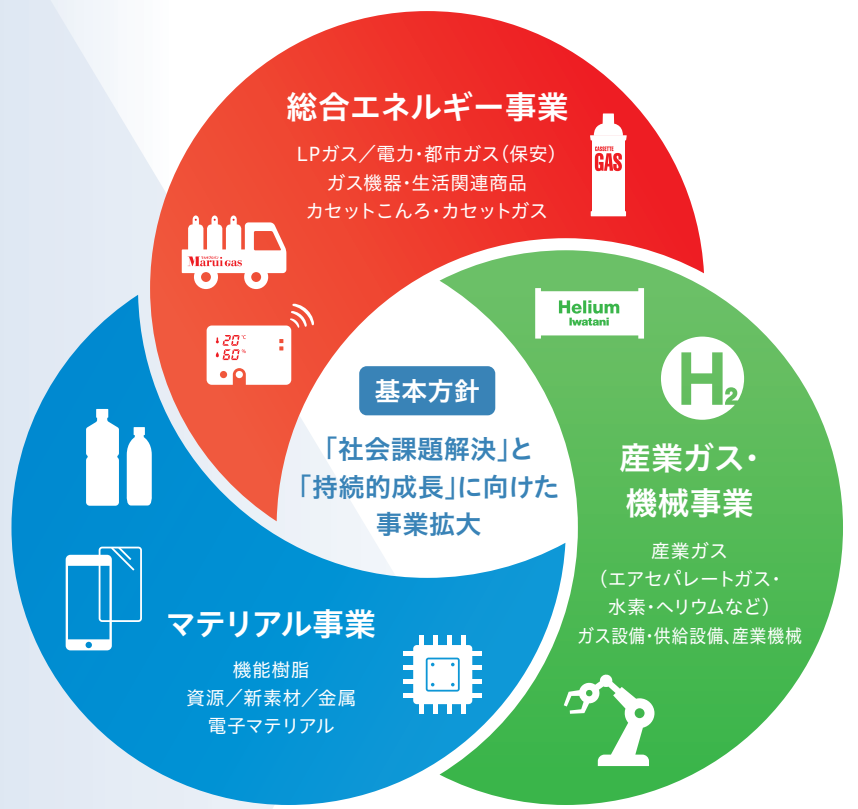 総合エネルギー事業
LPガス／電力・都市ガス（保安）
ガス機器・生活関連商品
カセットこんろ・カセットガス
CASSETTE
GAS
Marui gas
20℃
60%
Helium
Iwatani
H2
基本方針
「社会課題解決」と
「持続的成長」に向けた
事業拡大
産業ガス・
機械事業
産業ガス
（エアセパレートガス・
水素・ヘリウムなど）
ガス設備・供給設備、産業機械
マテリアル事業
機能樹脂
資源／新素材／金属
電子マテリアル